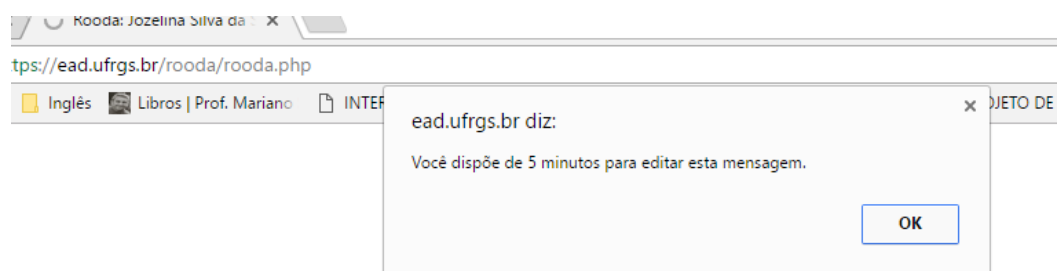 Rooda: Jozelina Silva da S
tps://ead.ufrgs.br/rooda/rooda.php
Inglês Libros | Prof. Mariano INTER OJETO DE
ead.ufrgs.br diz:
Você dispõe de 5 minutos para editar esta mensagem.
OK